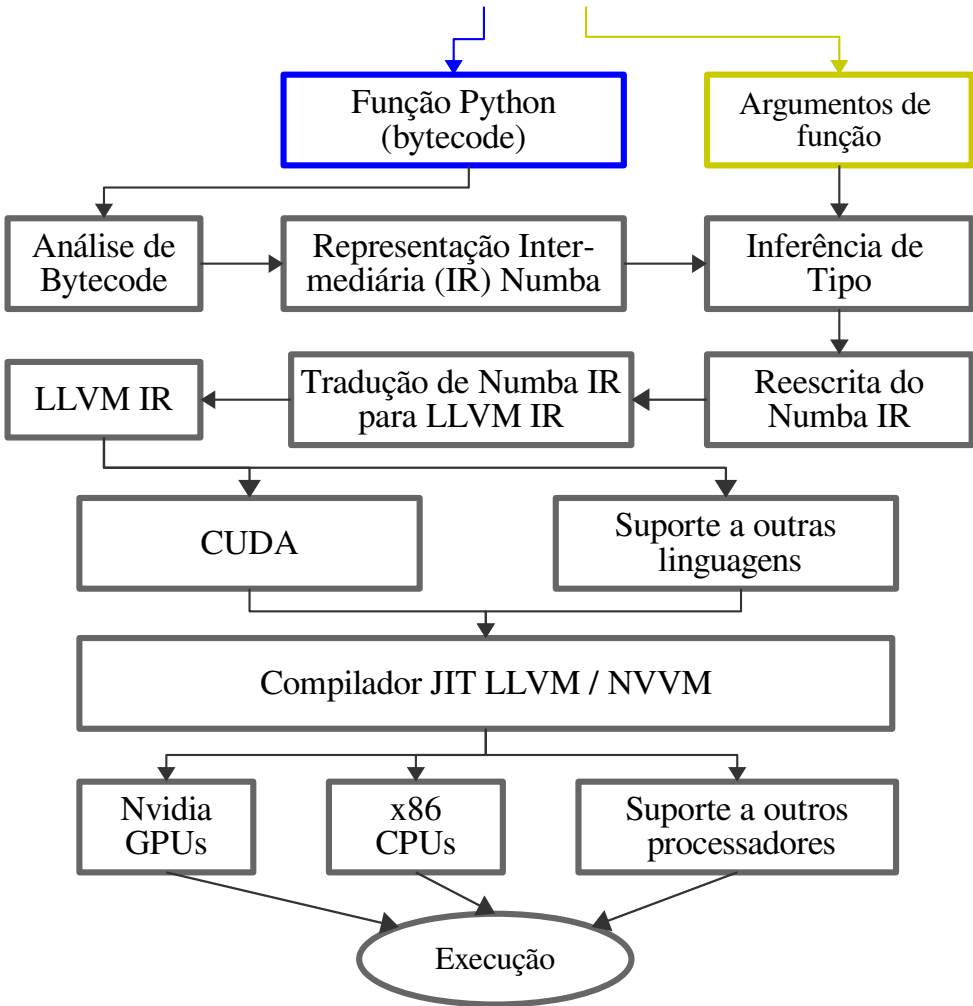 Função Python
(bytecode)
Argumentos de
função
Análise de
Bytecode
Representação Inter-
mediária (IR) Numba
Inferência de
Tipo
LLVM IR
Tradução de Numba IR
para LLVM IR
Reescrita do
Numba IR
CUDA
Suporte a outras
linguagens
Compilador JIT LLVM / NVVM
Nvidia
GPUs
x86
CPUs
Suporte a outros
processadores
Execução